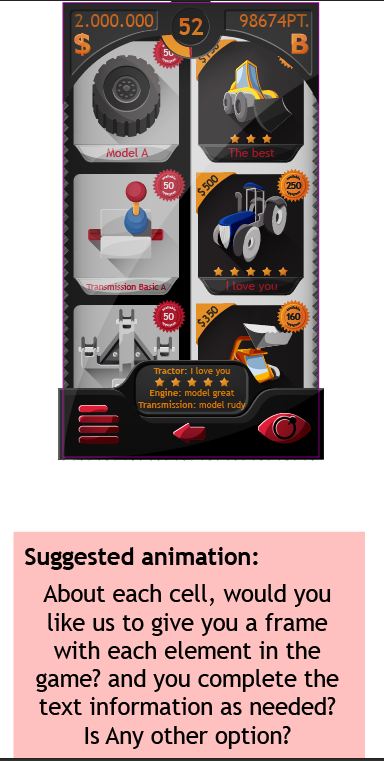 2.000.000
52
98674PT.
$
B
50
Model A
The best
50
$500
250
Transmission Basic A
I love you
50
$350
160
Tractor: I love you
Engine: model great
Transmission: model rudy
Suggested animation:
About each cell, would you
like us to give you a frame
with each element in the
game? and you complete the
text information as needed?
Is Any other option?